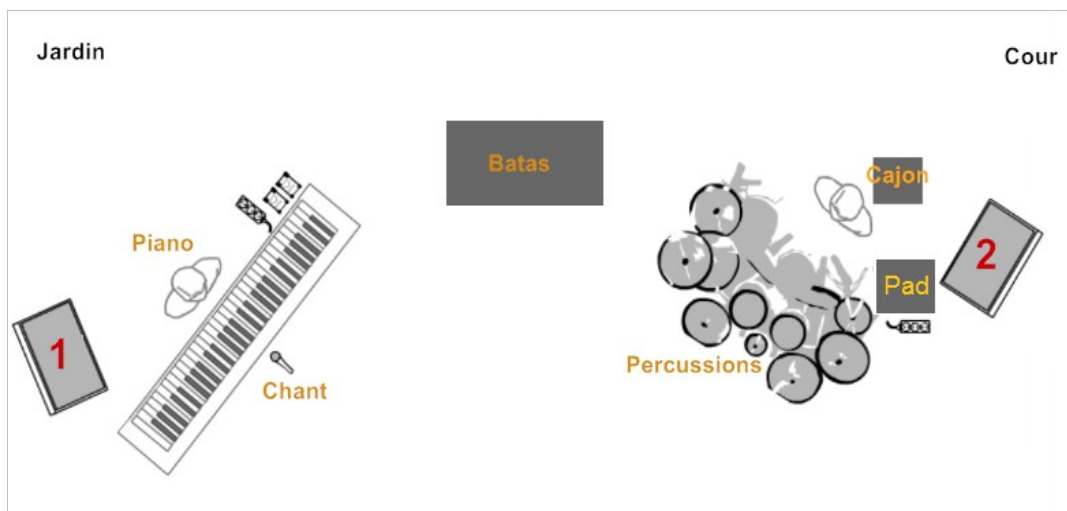 Jardin
Cour
Batas
Cajon
Piano
2
Pad
1
Percussions
Chant